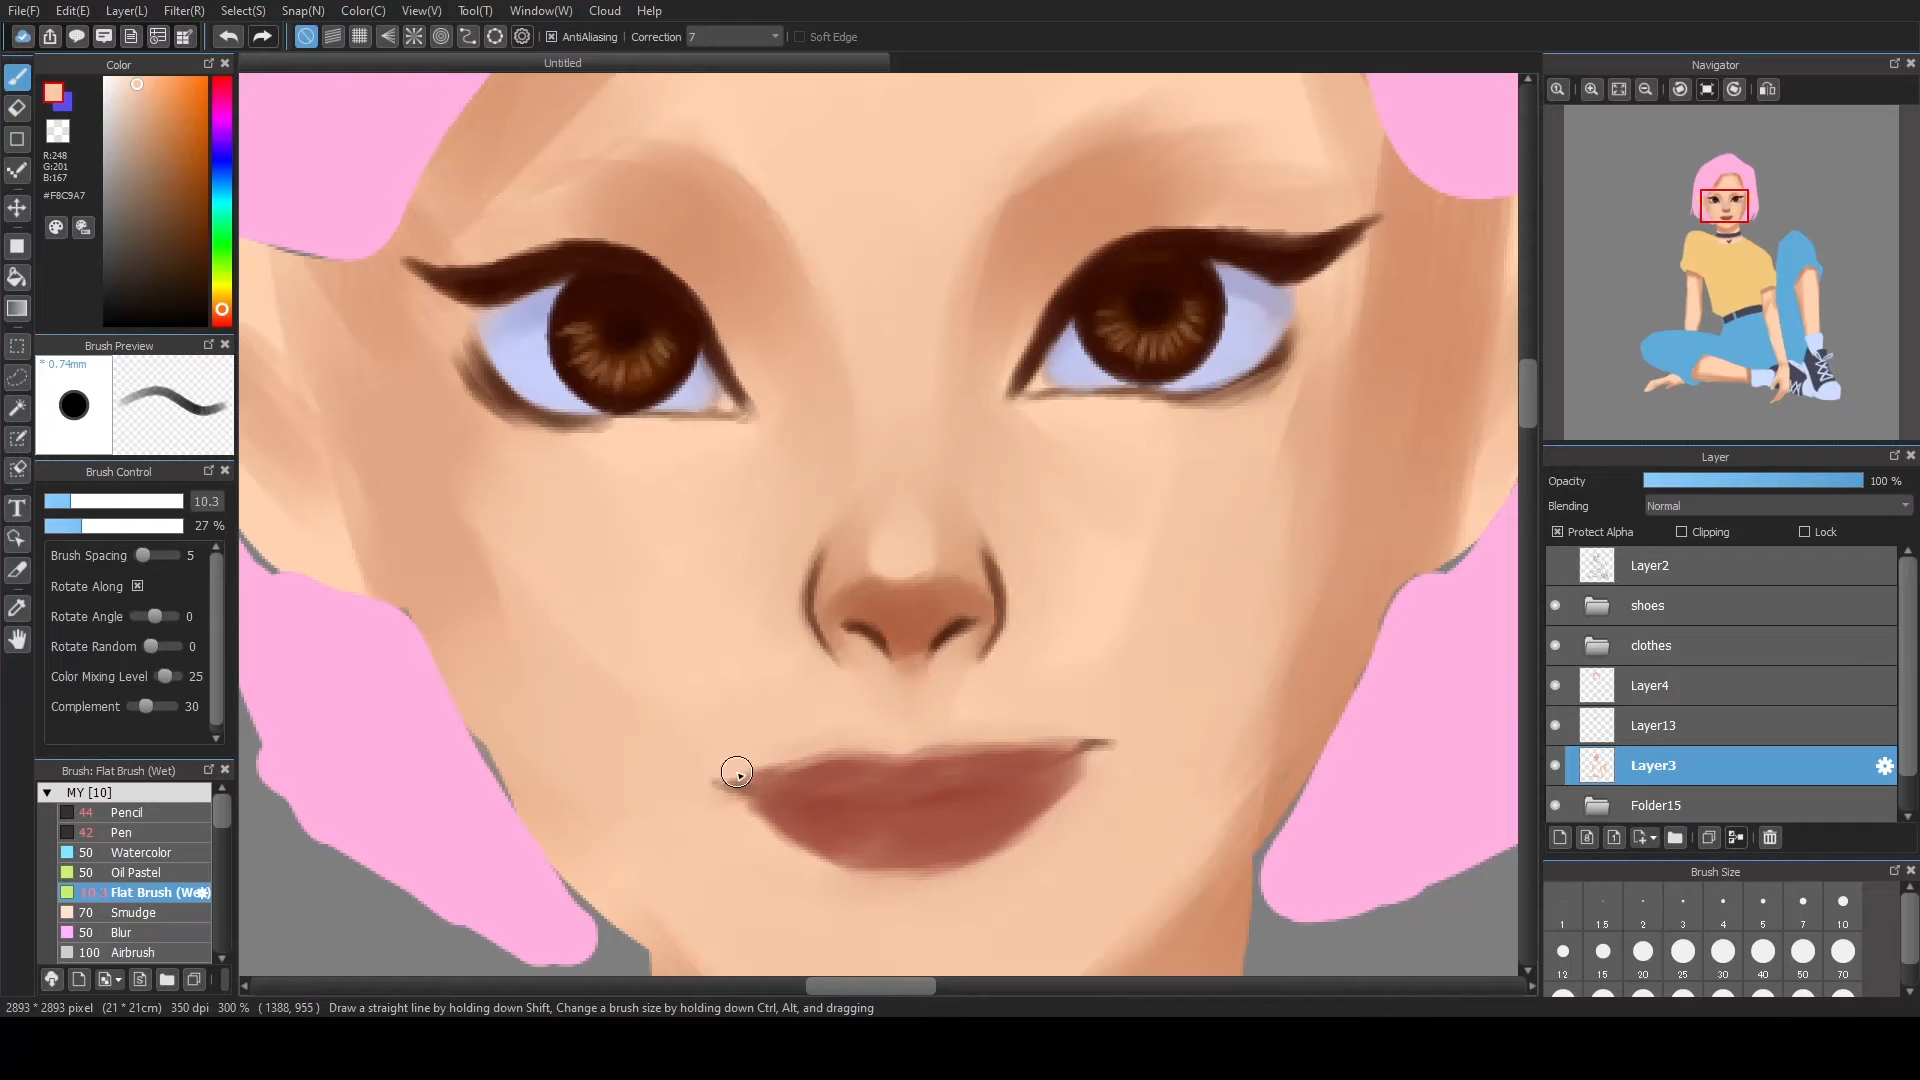 File(F) Edit(E) Layer(L) Filter(R) Select(S) Snap(N) Color(C) View(V) Tool(T) Window(W) Cloud Help
AntiAliasing Correction 7 Soft Edge
Color
Untitled
Navigator
R:248
G:201
B:167
#F8C9A7
Brush Preview
* 0.74mm
Brush Control
10.3
27 %
Brush Spacing 5
Rotate Along
Rotate Angle 0
Rotate Random 0
Color Mixing Level 25
Complement 30
Brush: Flat Brush (Wet)
MY [10]
44 Pencil
42 Pen
50 Watercolor
50 Oil Pastel
10.3 Flat Brush (Wet)
70 Smudge
50 Blur
100 Airbrush
Layer
Opacity 100 %
Blending Normal
Protect Alpha Clipping Lock
Layer2
shoes
clothes
Layer4
Layer13
Layer3
Folder15
Brush Size
1 1.5 2 3 4 5 7 10
12 15 20 25 30 40 50 70
2893 * 2893 pixel (21 * 21cm) 350 dpi 300 % ( 1388, 955 ) Draw a straight line by holding down Shift, Change a brush size by holding down Ctrl, Alt, and dragging